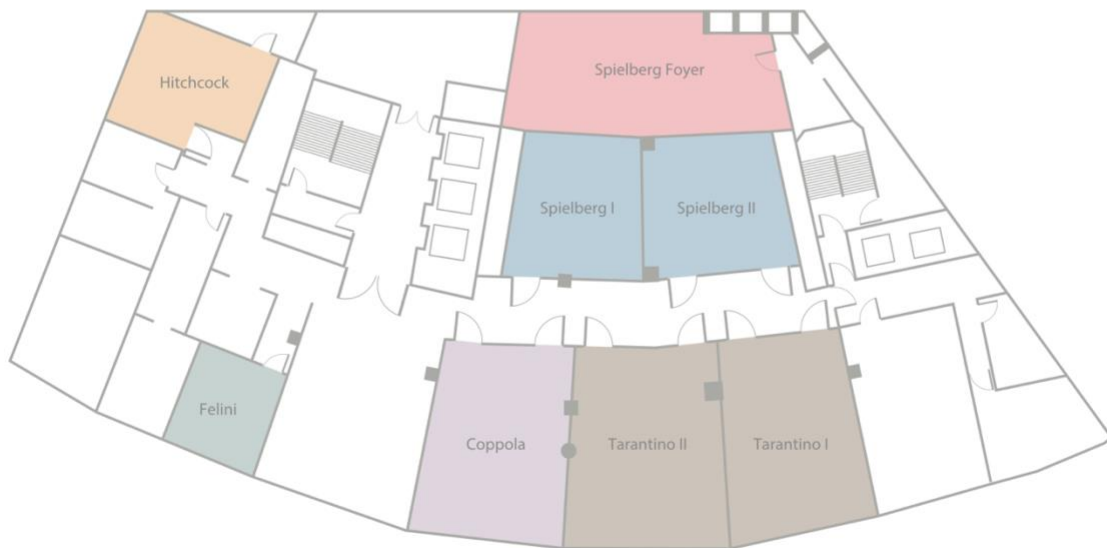 Hitchcock
Spielberg Foyer
Spielberg I
Spielberg II
Felini
Coppola
Tarantino II
Tarantino I